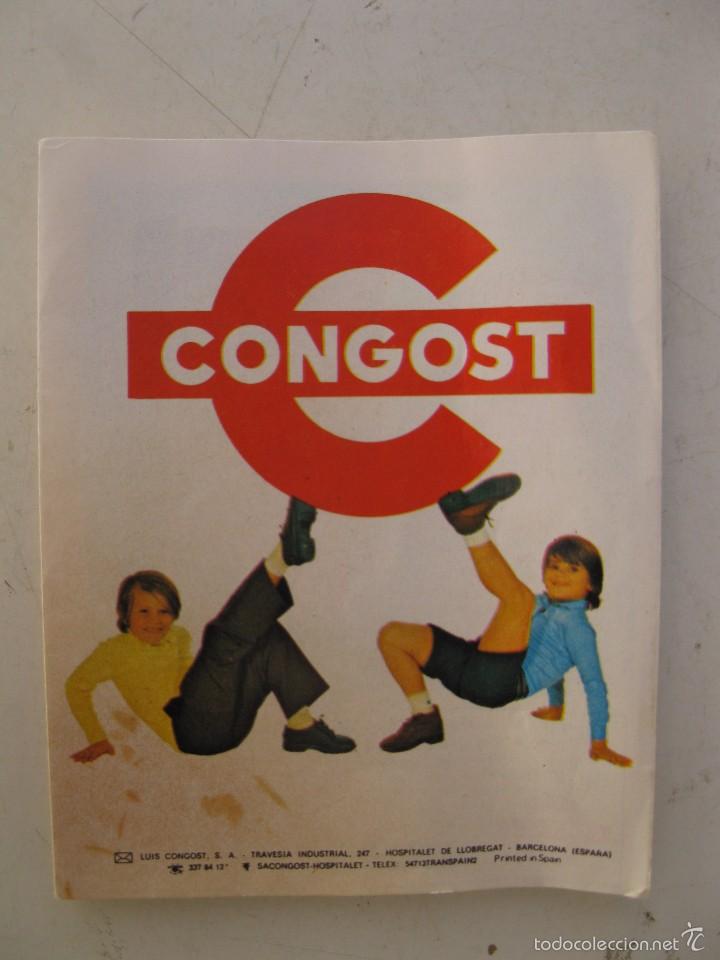 C
CONGOST
LUIS CONGOST, S. A. - TRAVESIA INDUSTRIAL, 247 - HOSPITALET DE LLOBREGAT - BARCELONA (ESPAÑA)
337 84 12* SACONGOST-HOSPITALET - TELEX: 54713TRANSPAIN2 Printed in Spain
todocoleccion.net TC